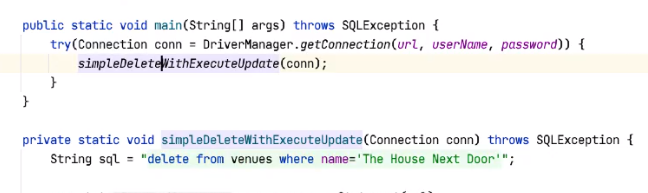 public static void main(String[] args) throws SQLException {
try(Connection conn = DriverManager.getConnection(url, userName, password)) {
simpleDeleteWithExecuteUpdate(conn);
}
}
private static void simpleDeleteWithExecuteUpdate(Connection conn) throws SQLException {
String sql = "delete from venues where name='The House Next Door'";